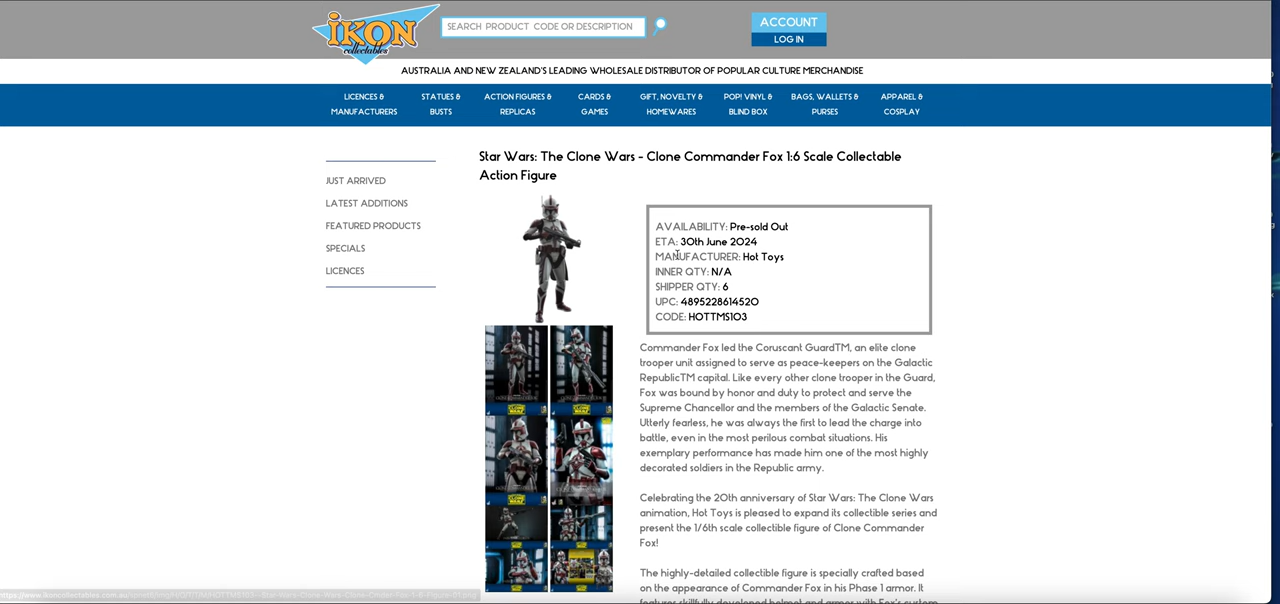 iKON
collectables
SEARCH PRODUCT CODE OR DESCRIPTION
ACCOUNT
LOG IN
AUSTRALIA AND NEW ZEALAND'S LEADING WHOLESALE DISTRIBUTOR OF POPULAR CULTURE MERCHANDISE
LICENCES &
MANUFACTURERS
STATUES &
BUSTS
ACTION FIGURES &
REPLICAS
CARDS &
GAMES
GIFT, NOVELTY &
HOMEWARES
POP! VINYL &
BLIND BOX
BAGS, WALLETS &
PURSES
APPAREL &
COSPLAY
JUST ARRIVED
LATEST ADDITIONS
FEATURED PRODUCTS
SPECIALS
LICENCES
Star Wars: The Clone Wars - Clone Commander Fox 1:6 Scale Collectable
Action Figure
AVAILABILITY: Pre-sold Out
ETA: 30th June 2024
MANUFACTURER: Hot Toys
INNER QTY: N/A
SHIPPER QTY: 6
UPC: 4895228614520
CODE: HOTTMS103
Commander Fox led the Coruscant GuardTM, an elite clone
trooper unit assigned to serve as peace-keepers on the Galactic
RepublicTM capital. Like every other clone trooper in the Guard,
Fox was bound by honor and duty to protect and serve the
Supreme Chancellor and the members of the Galactic Senate.
Utterly fearless, he was always the first to lead the charge into
battle, even in the most perilous combat situations. His
exemplary performance has made him one of the most highly
decorated soldiers in the Republic army.
Celebrating the 20th anniversary of Star Wars: The Clone Wars
animation, Hot Toys is pleased to expand its collectible series and
present the 1/6th scale collectible figure of Clone Commander
Fox!
The highly-detailed collectible figure is specially crafted based
on the appearance of Commander Fox in his Phase 1 armor. It
features skillfully developed helmet and armor with Fox's custom